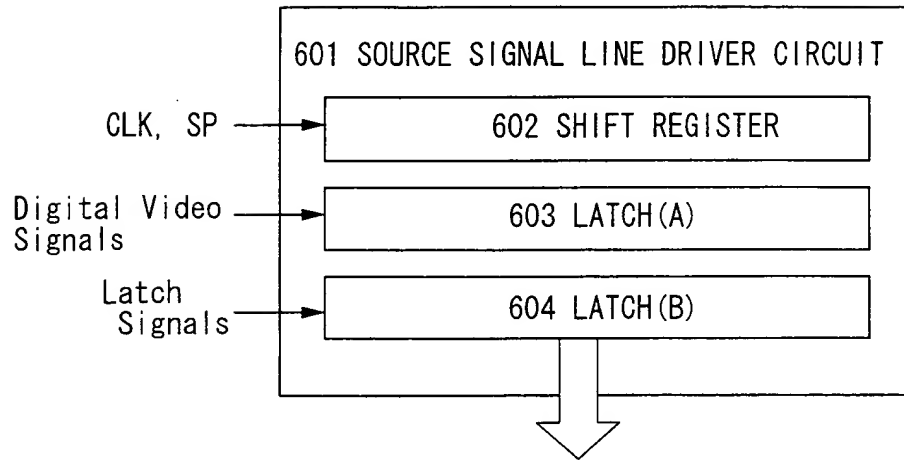 601 SOURCE SIGNAL LINE DRIVER CIRCUIT
CLK, SP
602 SHIFT REGISTER
Digital Video
Signals
603 LATCH(A)
Latch
Signals
604 LATCH(B)